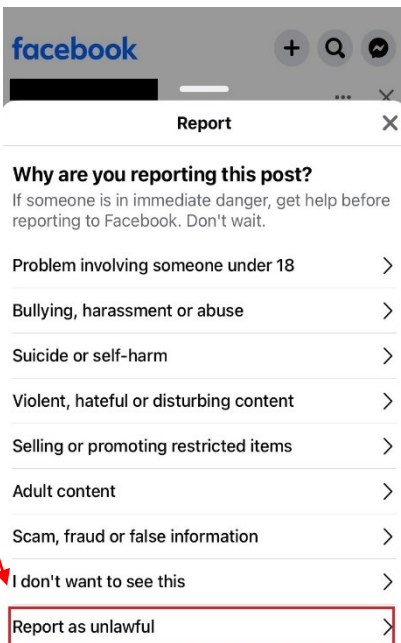 facebook
Report
Why are you reporting this post?
If someone is in immediate danger, get help before
reporting to Facebook. Don't wait.
Problem involving someone under 18
Bullying, harassment or abuse
Suicide or self-harm
Violent, hateful or disturbing content
Selling or promoting restricted items
Adult content
Scam, fraud or false information
I don't want to see this
Report as unlawful